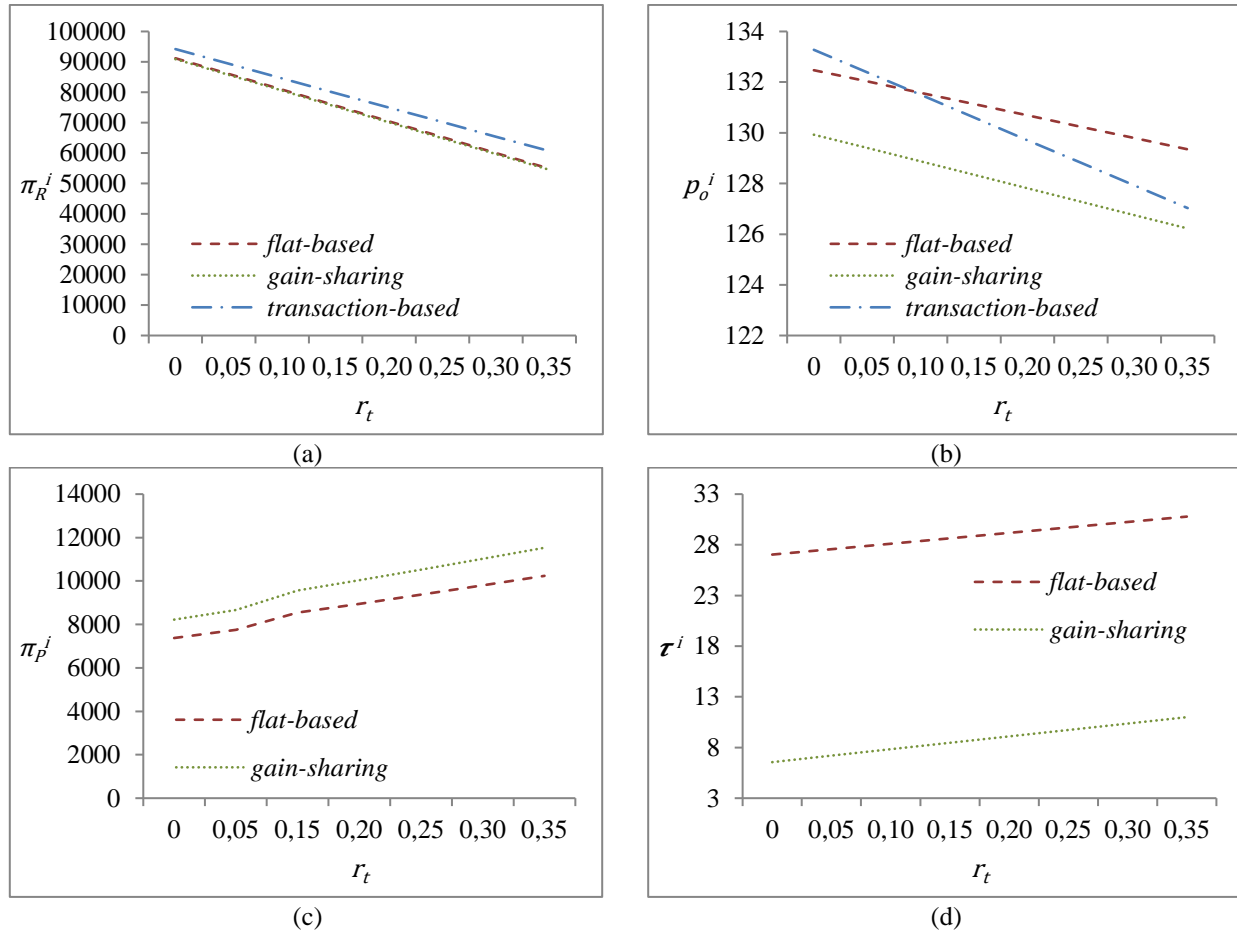 100000
90000
80000
70000
60000
50000
40000
30000
20000
10000
0
π_R^i
flat-based
gain-sharing
transaction-based
0 0,05 0,10 0,15 0,20 0,25 0,30 0,35
r_t
(a)
134
132
130
128
126
124
122
p_o^i
flat-based
gain-sharing
transaction-based
0 0,05 0,10 0,15 0,20 0,25 0,30 0,35
r_t
(b)
14000
12000
10000
8000
6000
4000
2000
0
π_P^i
flat-based
gain-sharing
0 0,05 0,15 0,20 0,25 0,30 0,35
r_t
(c)
33
28
23
18
13
8
3
τ^i
flat-based
gain-sharing
0 0,05 0,10 0,15 0,20 0,25 0,30 0,35
r_t
(d)